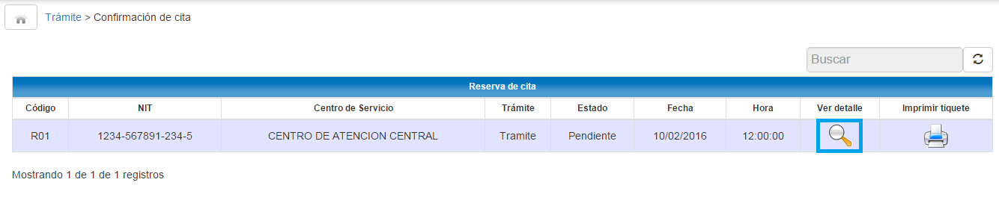 Trámite > Confirmación de cita
Buscar
Reserva de cita
Código NIT Centro de Servicio Trámite Estado Fecha Hora Ver detalle Imprimir tiquete
R01 1234-567891-234-5 CENTRO DE ATENCION CENTRAL Tramite Pendiente 10/02/2016 12:00:00
Mostrando 1 de 1 de 1 registros